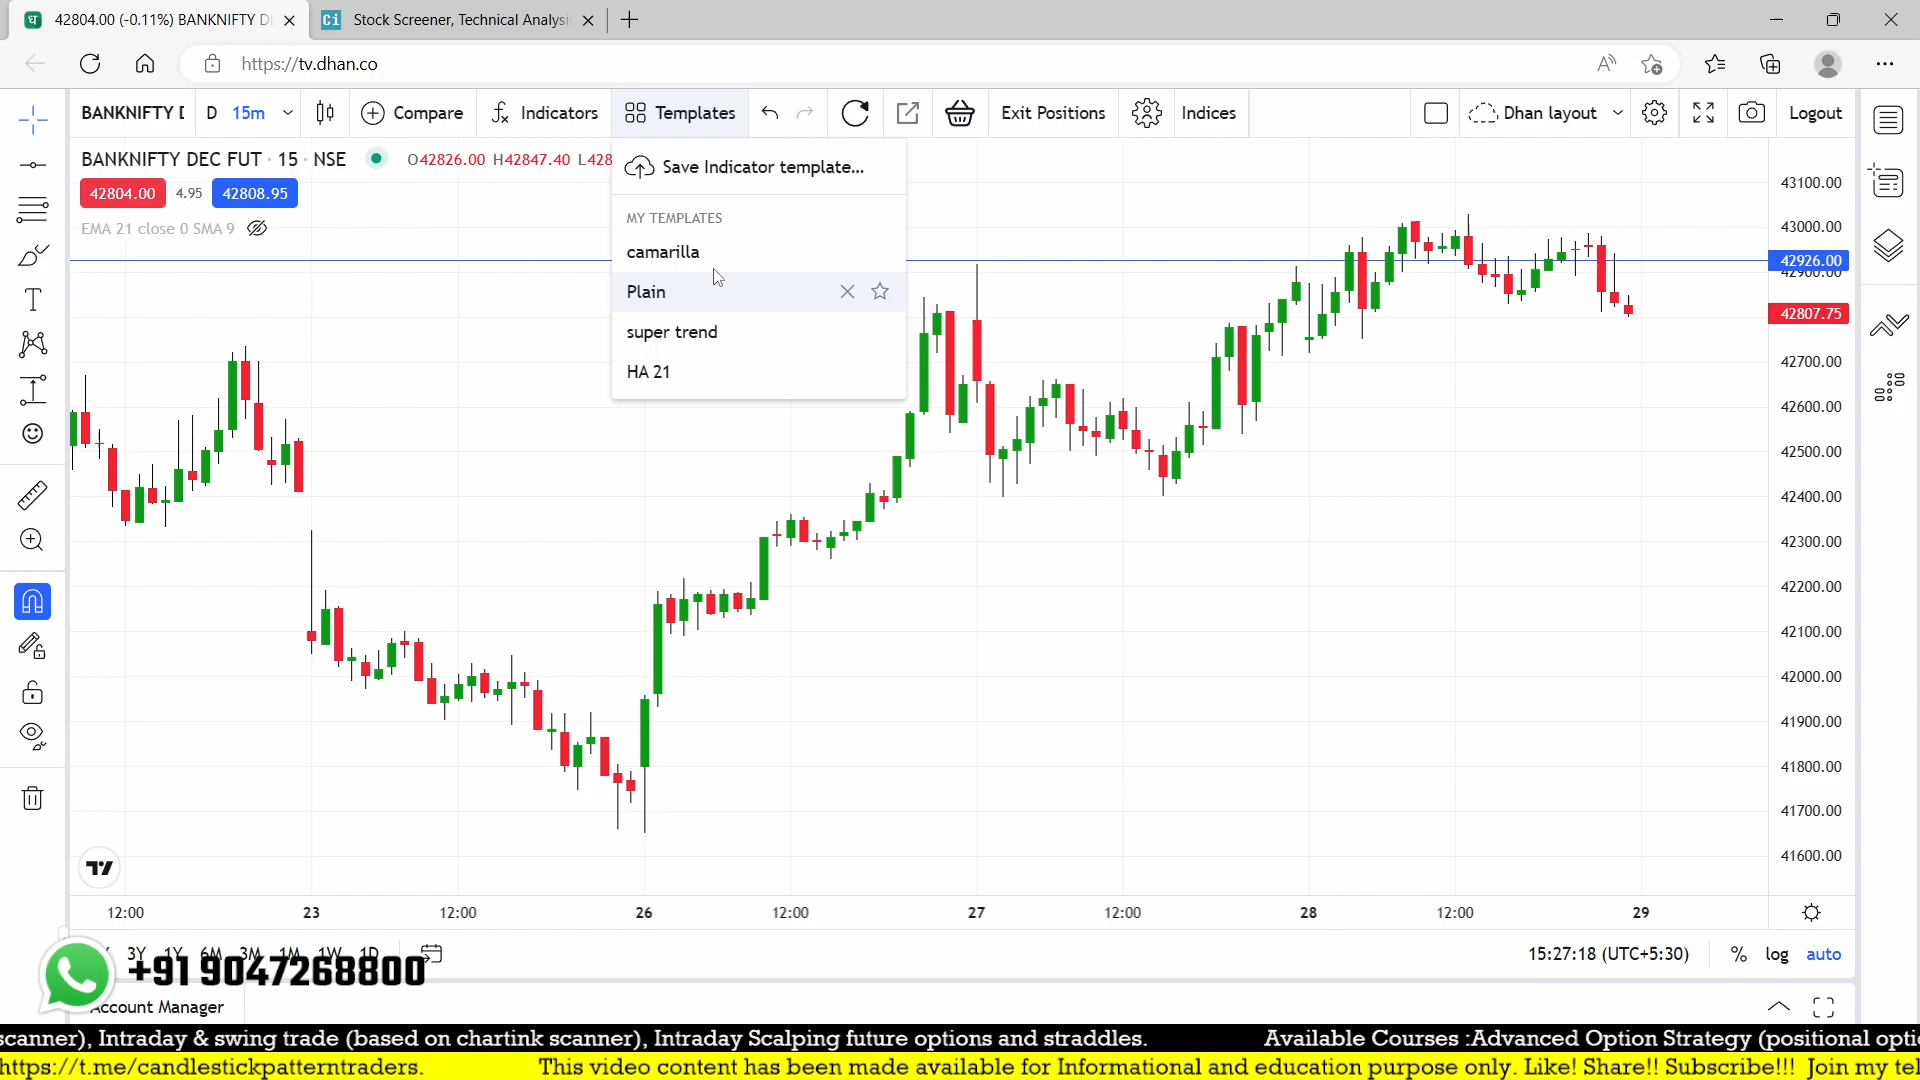 42804.00 (-0.11%) BANKNIFTY D
Ci Stock Screener, Technical Analysis
https://tv.dhan.co
BANKNIFTY D 15m Compare Indicators Templates Exit Positions Indices Dhan layout Logout
BANKNIFTY DEC FUT · 15 · NSE O42826.00 H42847.40 L428
42804.00 4.95 42808.95
EMA 21 close 0 SMA 9
Save Indicator template...
MY TEMPLATES
camarilla
Plain
super trend
HA 21
43100.00
43000.00
42926.00
42900.00
42807.75
42700.00
42600.00
42500.00
42400.00
42300.00
42200.00
42100.00
42000.00
41900.00
41800.00
41700.00
41600.00
12:00 23 12:00 26 12:00 27 12:00 28 12:00 29
3Y 1Y 6M 3M 1M 1W 1D 15:27:18 (UTC+5:30) % log auto
+91 9047268800
Account Manager
scanner), Intraday & swing trade (based on chartink scanner), Intraday Scalping future options and straddles. Available Courses :Advanced Option Strategy (positional optio
https://t.me/candlestickpatterntraders. This video content has been made available for Informational and education purpose only. Like! Share!! Subscribe!!! Join my tel